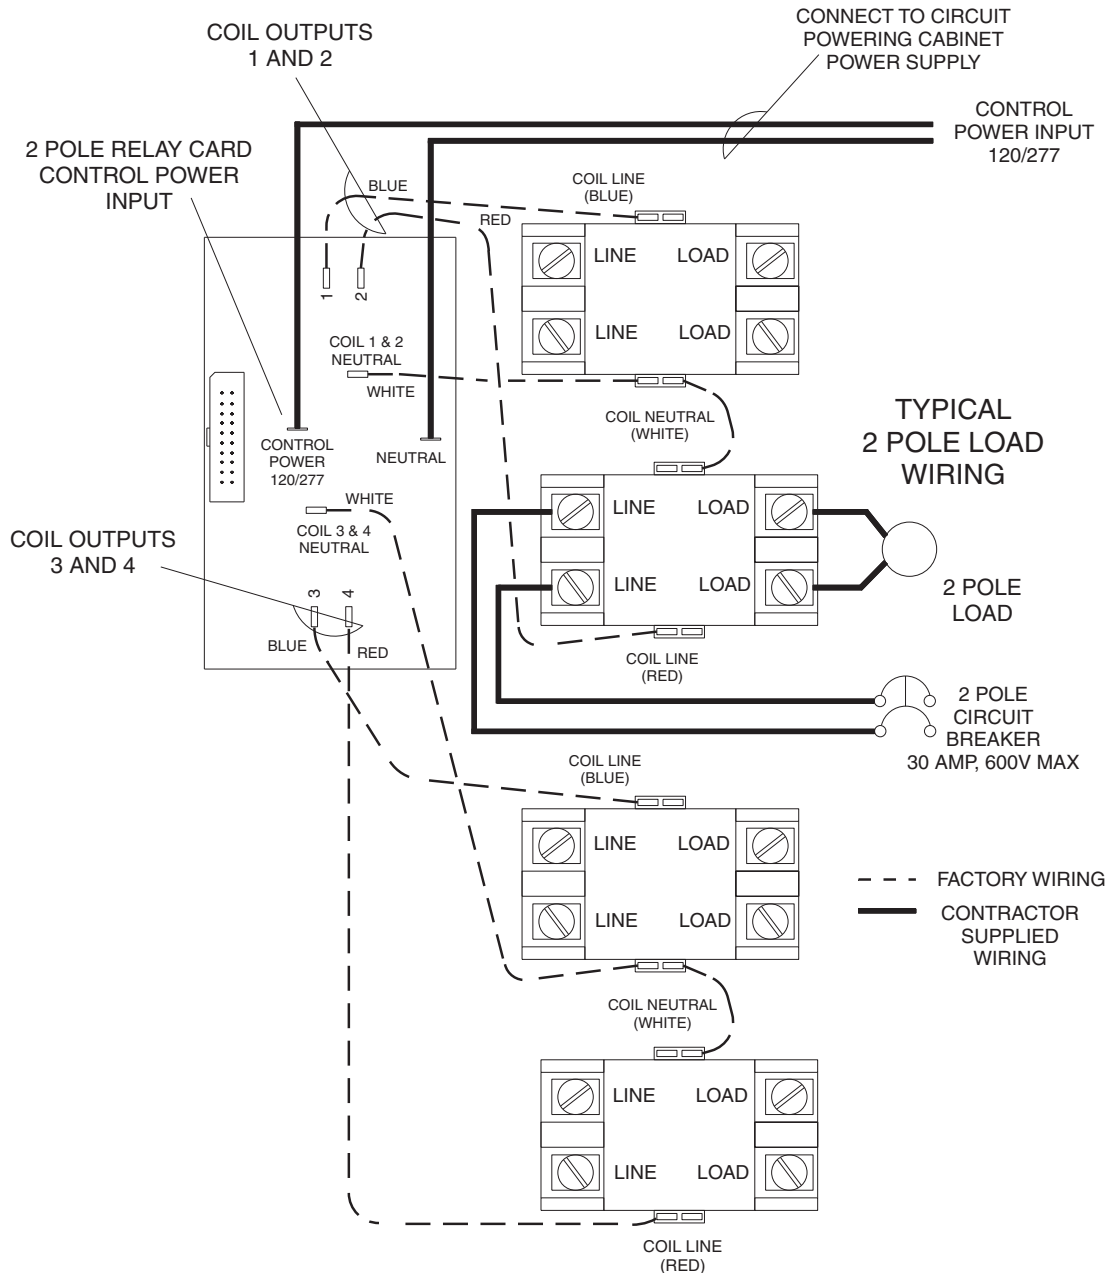 COIL OUTPUTS
1 AND 2
CONNECT TO CIRCUIT
POWERING CABINET
POWER SUPPLY
CONTROL
POWER INPUT
120/277
2 POLE RELAY CARD
CONTROL POWER
INPUT
BLUE
RED
COIL LINE
(BLUE)
LINE LOAD
LINE LOAD
1 2
COIL 1 & 2
NEUTRAL
WHITE
COIL NEUTRAL
(WHITE)
TYPICAL
2 POLE LOAD
WIRING
CONTROL
POWER
120/277
NEUTRAL
WHITE
COIL 3 & 4
NEUTRAL
LINE LOAD
LINE LOAD
2 POLE
LOAD
COIL OUTPUTS
3 AND 4
3 4
BLUE
RED
COIL LINE
(RED)
2 POLE
CIRCUIT
BREAKER
30 AMP, 600V MAX
COIL LINE
(BLUE)
LINE LOAD
LINE LOAD
FACTORY WIRING
CONTRACTOR
SUPPLIED
WIRING
COIL NEUTRAL
(WHITE)
LINE LOAD
LINE LOAD
COIL LINE
(RED)